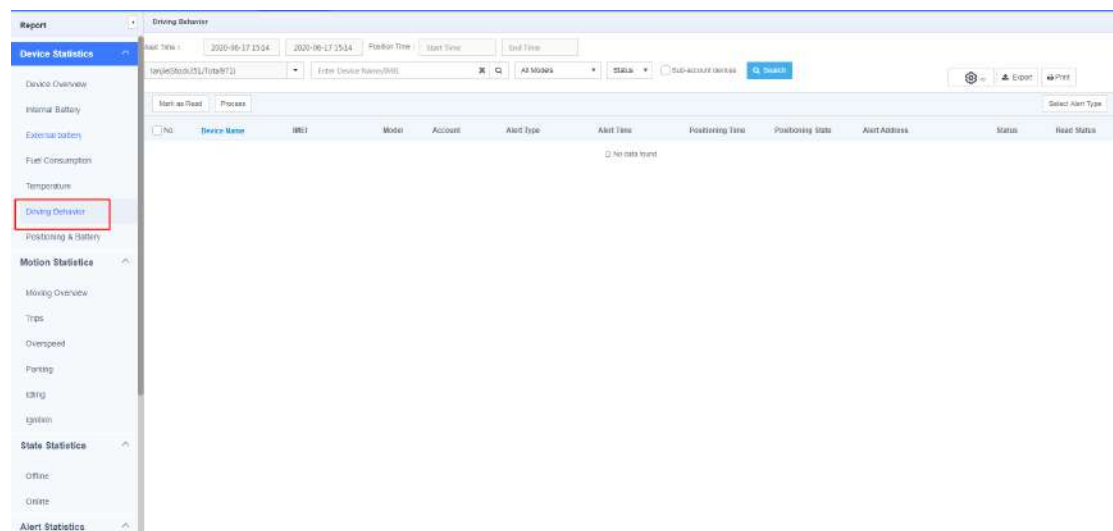 Report
Driving Behavior
Device Statistics
2020-06-17 15:14
2020-06-17 15:14
Position Time :
Start Time
End Time
Enter Device Name/IMEI
All Models
Status
Sub-account devices
Search
Export
Print
Device Overview
Mark as Read
Process
Select Alert Type
Internal Battery
External battery
No.
Device Name
IMEI
Model
Account
Alert Type
Alert Time
Positioning Time
Positioning State
Alert Address
Status
Read Status
No data found
Fuel Consumption
Temperature
Driving Behavior
Positioning & Battery
Motion Statistics
Moving Overview
Trips
Overspeed
Parking
Idling
Ignition
State Statistics
Offline
Online
Alert Statistics